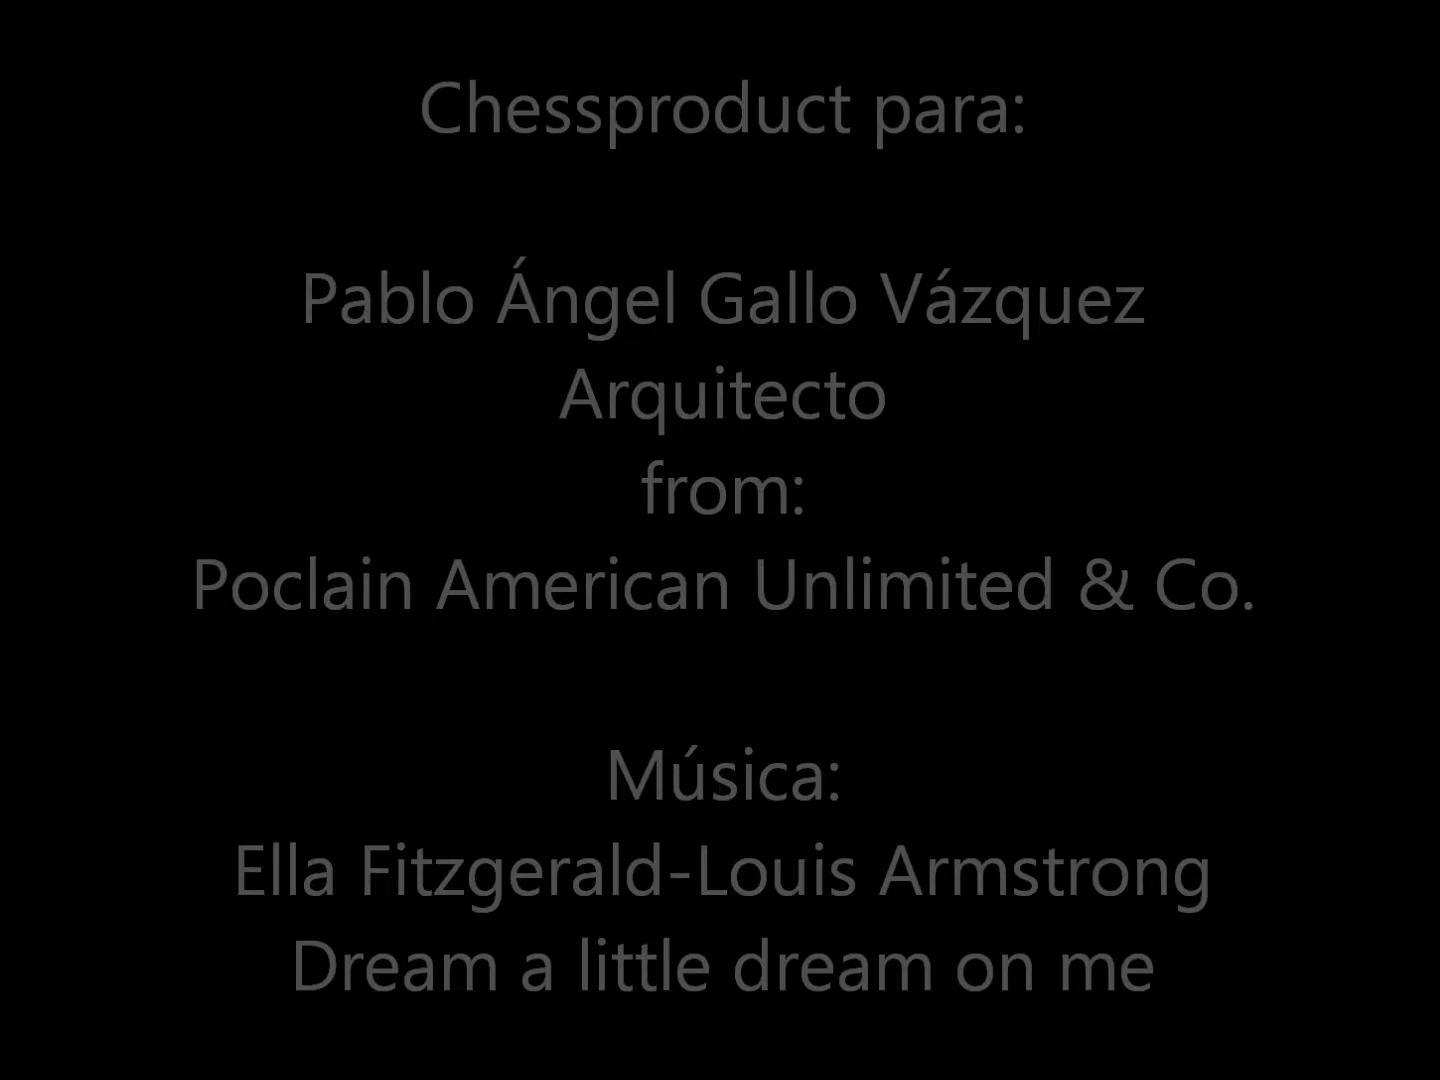 Chessproduct para:
Pablo Ángel Gallo Vázquez
Arquitecto
from:
Poclain American Unlimited & Co.
Música:
Ella Fitzgerald-Louis Armstrong
Dream a little dream on me